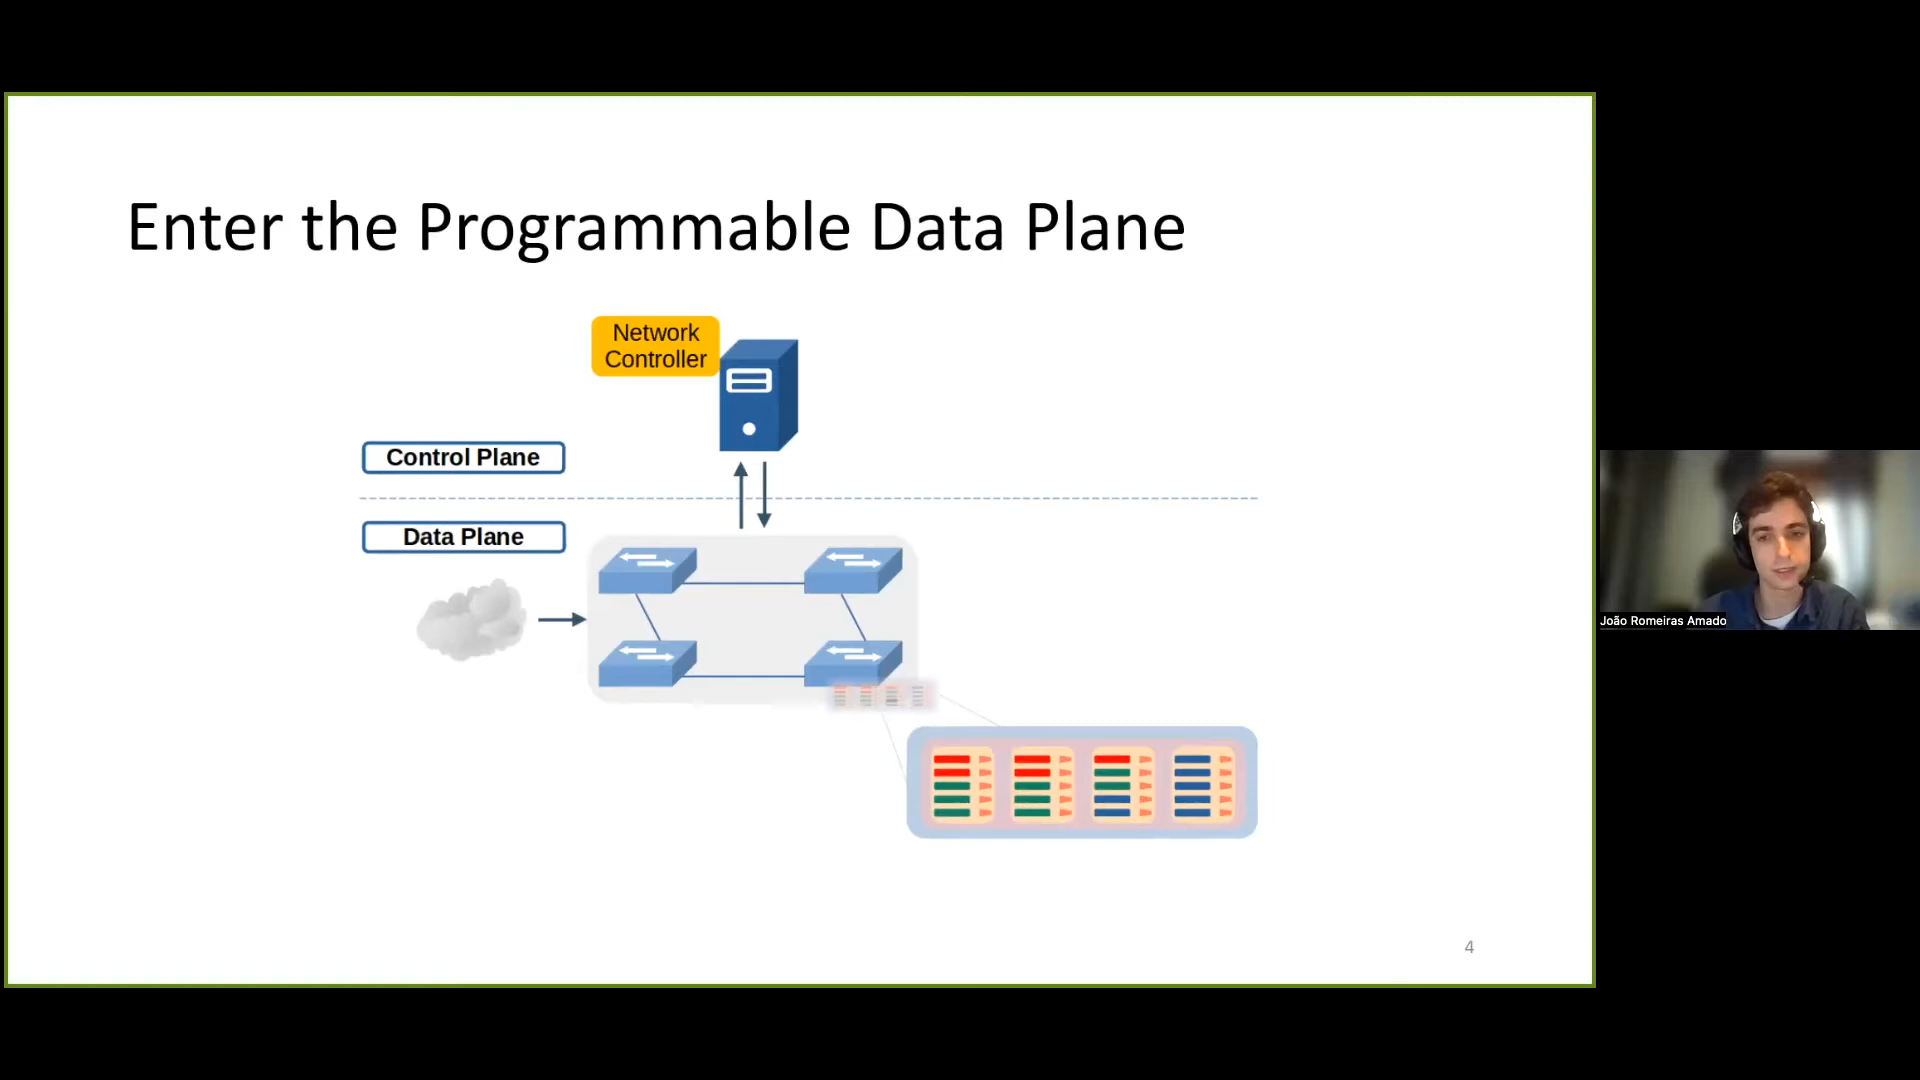 Enter the Programmable Data Plane
Network
Controller
Control Plane
Data Plane
João Romeiras Amado
4